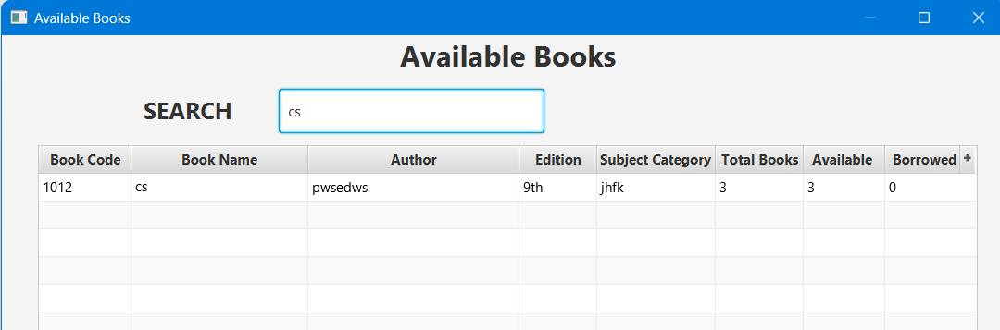 Available Books
Available Books
SEARCH cs
Book Code Book Name Author Edition Subject Category Total Books Available Borrowed +
1012 cs pwsedws 9th jhfk 3 3 0